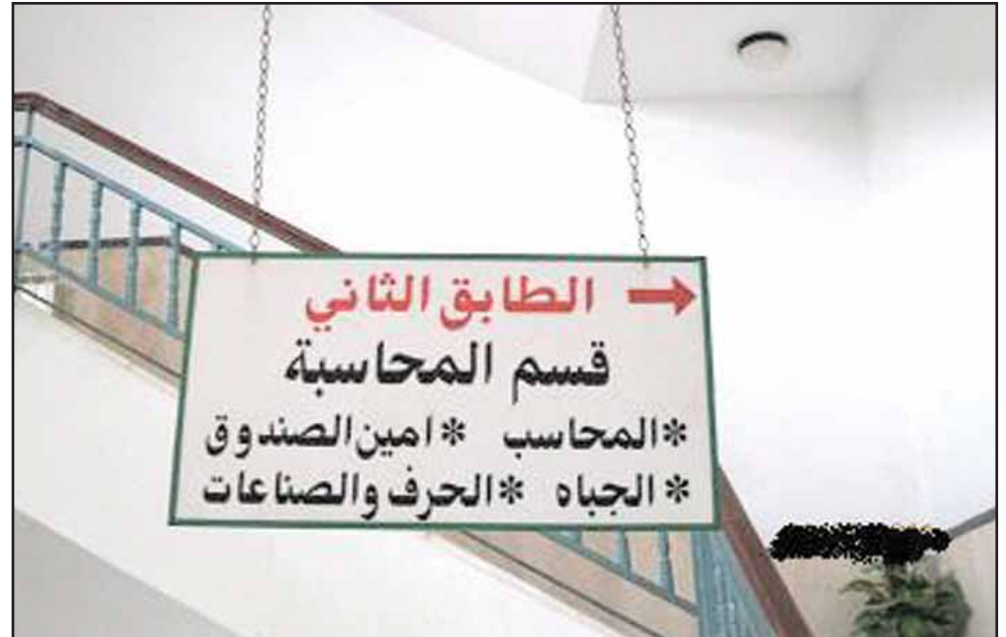 الطابق الثاني
قسم المحاسبة
*المحاسب *امين الصندوق
*الجباه *الحرف والصناعات